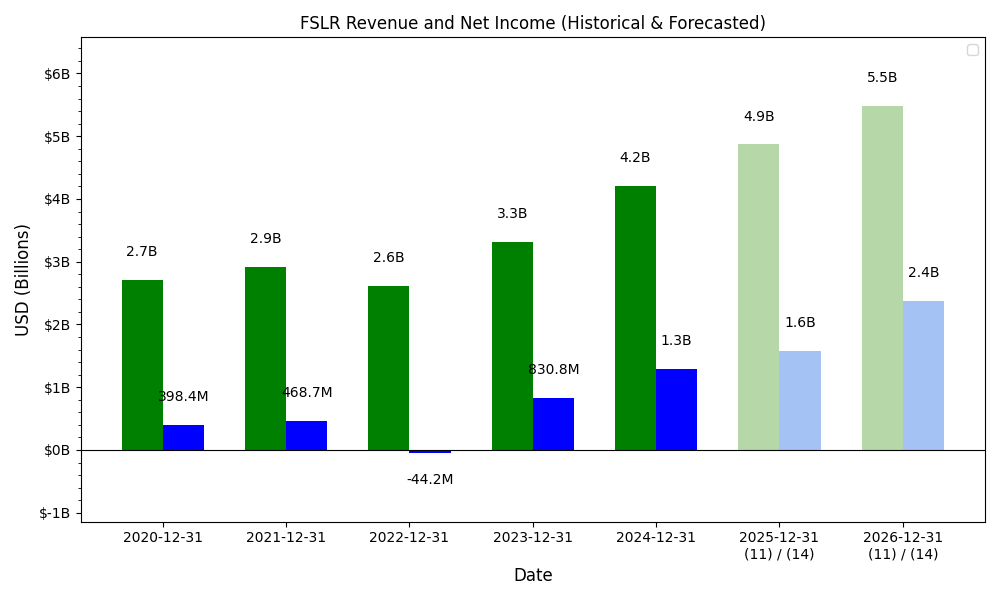 FSLR Revenue and Net Income (Historical & Forecasted)
USD (Billions)
$6B
$5B
$4B
$3B
$2B
$1B
$0B
$-1B
2.7B
398.4M
2.9B
468.7M
2.6B
-44.2M
3.3B
830.8M
4.2B
1.3B
4.9B
1.6B
5.5B
2.4B
2020-12-31
2021-12-31
2022-12-31
2023-12-31
2024-12-31
2025-12-31
(11) / (14)
2026-12-31
(11) / (14)
Date